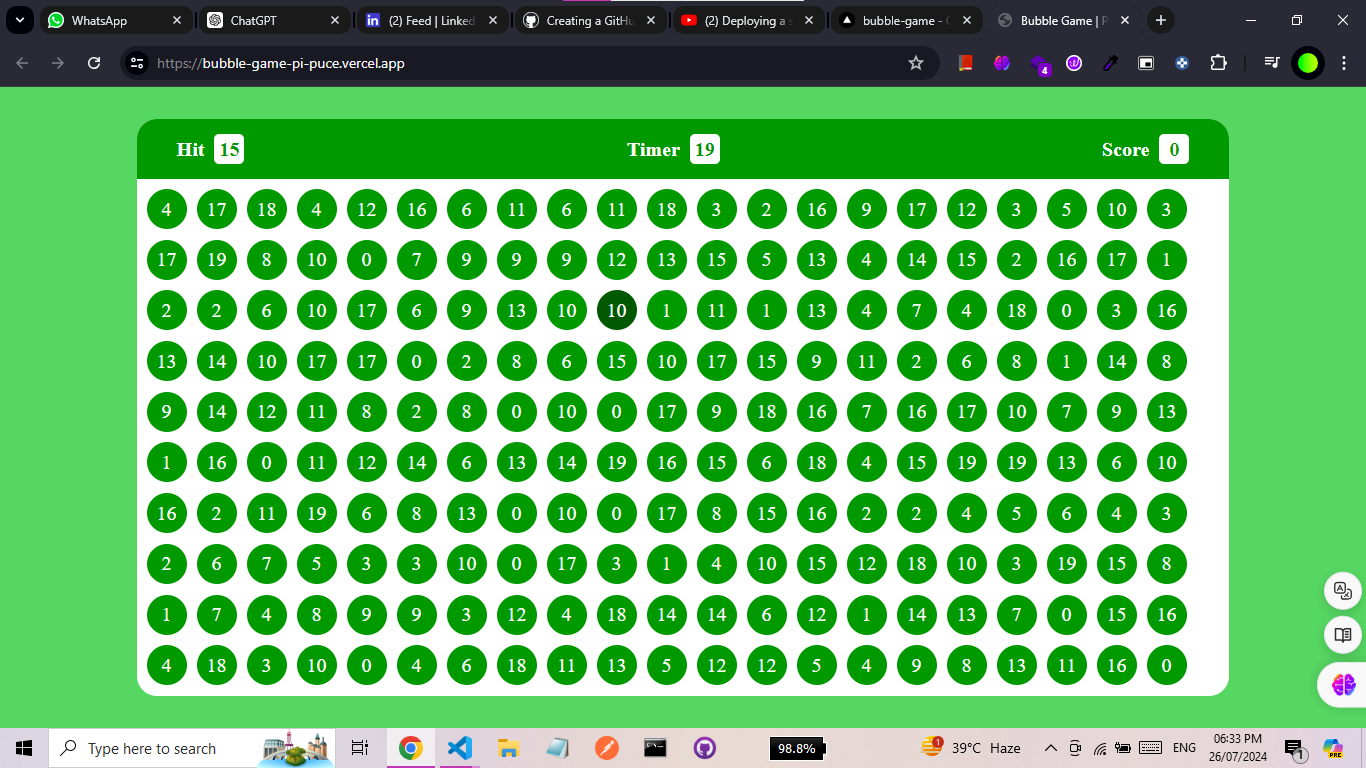 WhatsApp ChatGPT (2) Feed | Linked Creating a GitHu (2) Deploying a s bubble-game - Bubble Game | P
https://bubble-game-pi-puce.vercel.app
4
Hit 15 Timer 19 Score 0
4 17 18 4 12 16 6 11 6 11 18 3 2 16 9 17 12 3 5 10 3
17 19 8 10 0 7 9 9 9 12 13 15 5 13 4 14 15 2 16 17 1
2 2 6 10 17 6 9 13 10 10 1 11 1 13 4 7 4 18 0 3 16
13 14 10 17 17 0 2 8 6 15 10 17 15 9 11 2 6 8 1 14 8
9 14 12 11 8 2 8 0 10 0 17 9 18 16 7 16 17 10 7 9 13
1 16 0 11 12 14 6 13 14 19 16 15 6 18 4 15 19 19 13 6 10
16 2 11 19 6 8 13 0 10 0 17 8 15 16 2 2 4 5 6 4 3
2 6 7 5 3 3 10 0 17 3 1 4 10 15 12 18 10 3 19 15 8
1 7 4 8 9 9 3 12 4 18 14 14 6 12 1 14 13 7 0 15 16
4 18 3 10 0 4 6 18 11 13 5 12 12 5 4 9 8 13 11 16 0
Type here to search 98.8% 1 39°C Haze ENG 06:33 PM 1 PRE
26/07/2024